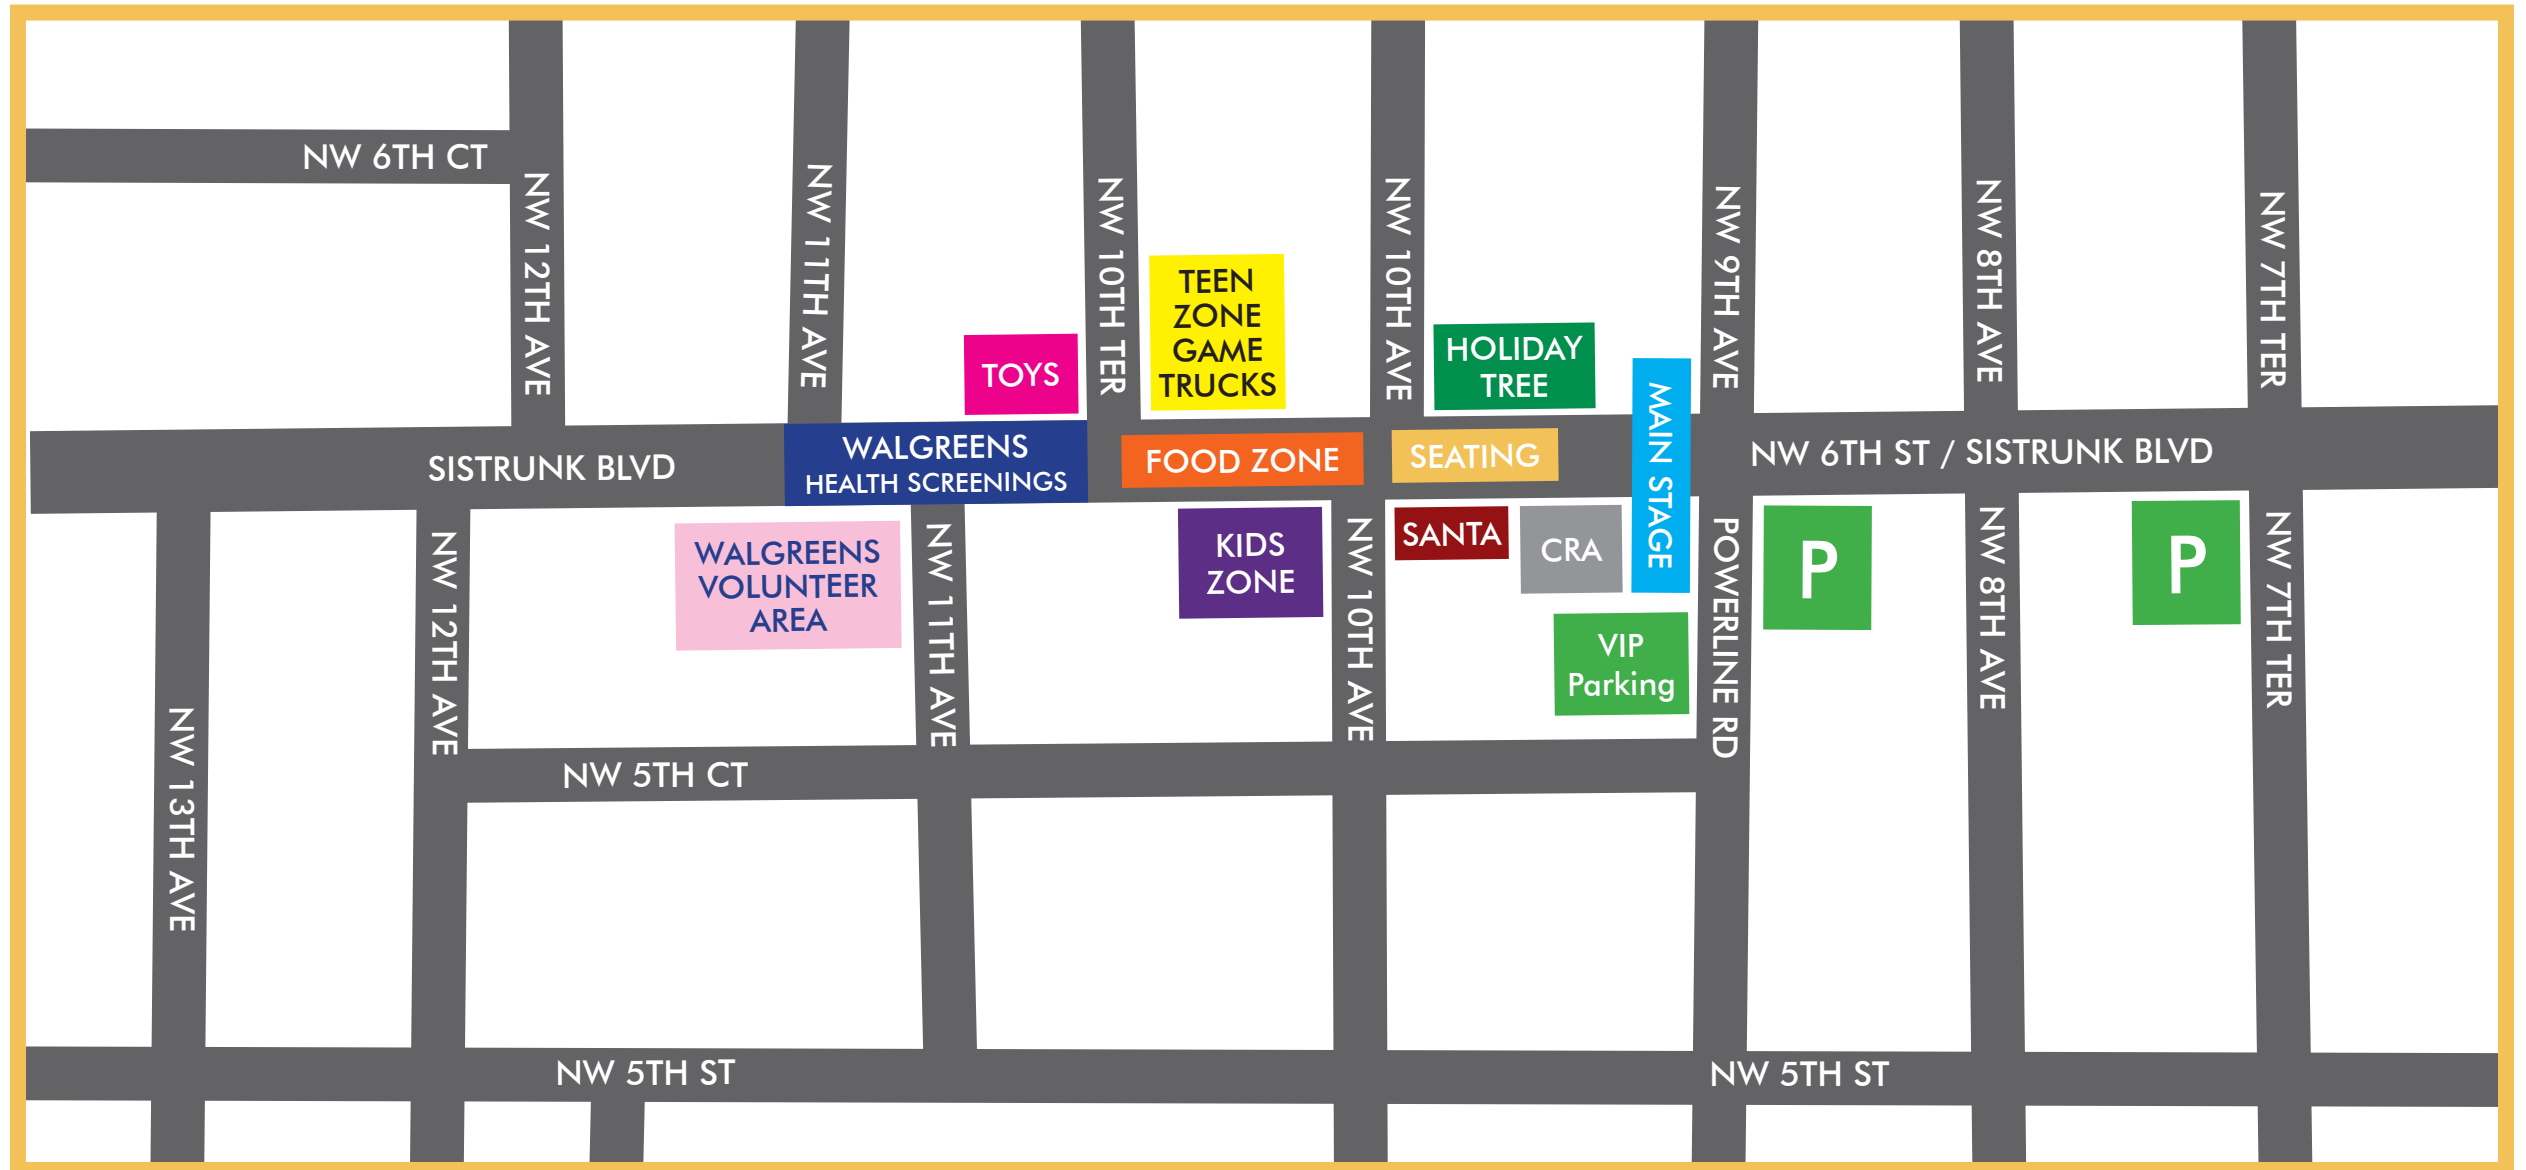 NW 6TH CT
NW 12TH AVE
NW 11TH AVE
NW 10TH TER
NW 10TH AVE
NW 9TH AVE
NW 8TH AVE
NW 7TH TER
TEEN
ZONE
GAME
TRUCKS
TOYS
HOLIDAY
TREE
MAIN STAGE
SISTRUNK BLVD
WALGREENS
HEALTH SCREENINGS
FOOD ZONE
SEATING
NW 6TH ST / SISTRUNK BLVD
WALGREENS
VOLUNTEER
AREA
KIDS
ZONE
SANTA
CRA
P
P
VIP
Parking
NW 13TH AVE
NW 12TH AVE
NW 11TH AVE
NW 10TH AVE
POWERLINE RD
NW 8TH AVE
NW 7TH TER
NW 5TH CT
NW 5TH ST
NW 5TH ST